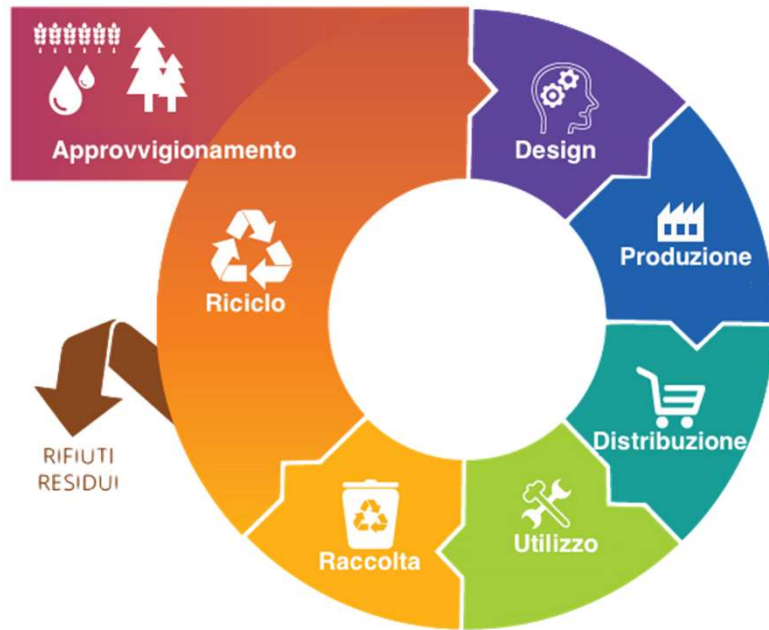 Approvvigionamento
Design
Produzione
Distribuzione
Utilizzo
Raccolta
Riciclo
RIFIUTI
RESIDUI